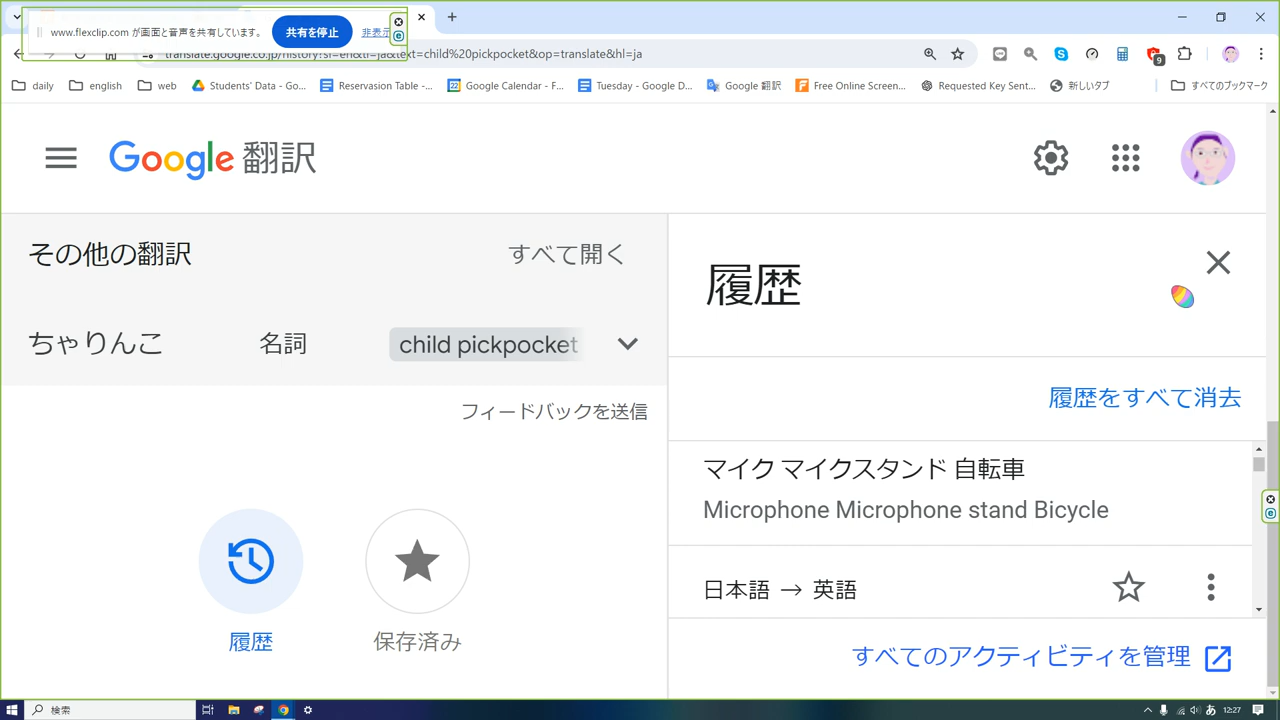 www.flexclip.com が画面と音声を共有しています。
共有を停止
非表示
translate.google.co.jp/history?sl=en&tl=ja&text=child%20pickpocket&op=translate&hl=ja
9
daily
english
web
Students' Data - Go...
Reservasion Table -...
Google Calendar - F...
Tuesday - Google D...
Google 翻訳
Free Online Screen...
Requested Key Sent...
新しいタブ
すべてのブックマーク
Google 翻訳
その他の翻訳
すべて開く
ちゃりんこ
名詞
child pickpocket
フィードバックを送信
履歴
保存済み
履歴
履歴をすべて消去
マイク マイクスタンド 自転車
Microphone Microphone stand Bicycle
日本語 → 英語
すべてのアクティビティを管理
検索
あ
12:27